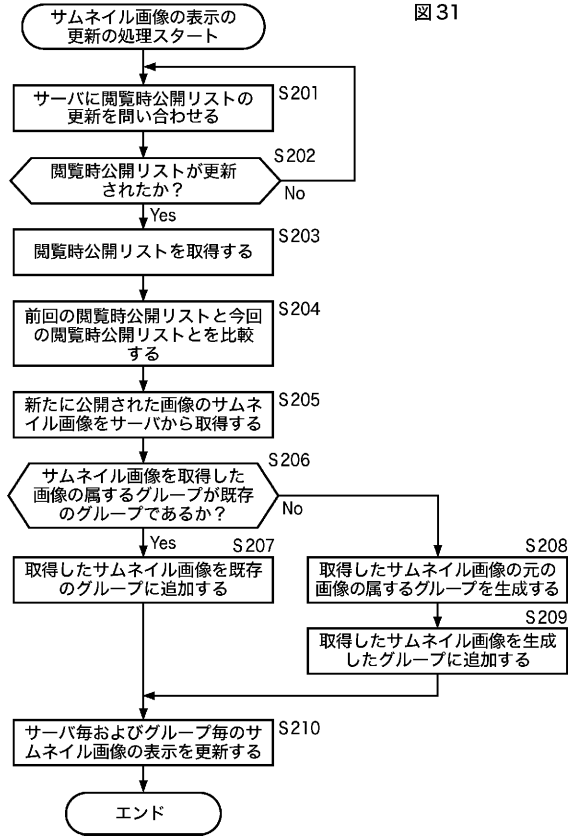 図31
サムネイル画像の表示の
更新の処理スタート
S201
サーバに閲覧時公開リストの
更新を問い合わせる
S202
閲覧時公開リストが更新
されたか？
No
Yes
S203
閲覧時公開リストを取得する
S204
前回の閲覧時公開リストと今回
の閲覧時公開リストとを比較
する
S205
新たに公開された画像のサムネ
イル画像をサーバから取得する
S206
サムネイル画像を取得した
画像の属するグループが既存
のグループであるか？
No
Yes
S207
取得したサムネイル画像を既存
のグループに追加する
S208
取得したサムネイル画像の元の
画像の属するグループを生成する
S209
取得したサムネイル画像を生成
したグループに追加する
S210
サーバ毎およびグループ毎のサ
ムネイル画像の表示を更新する
エンド